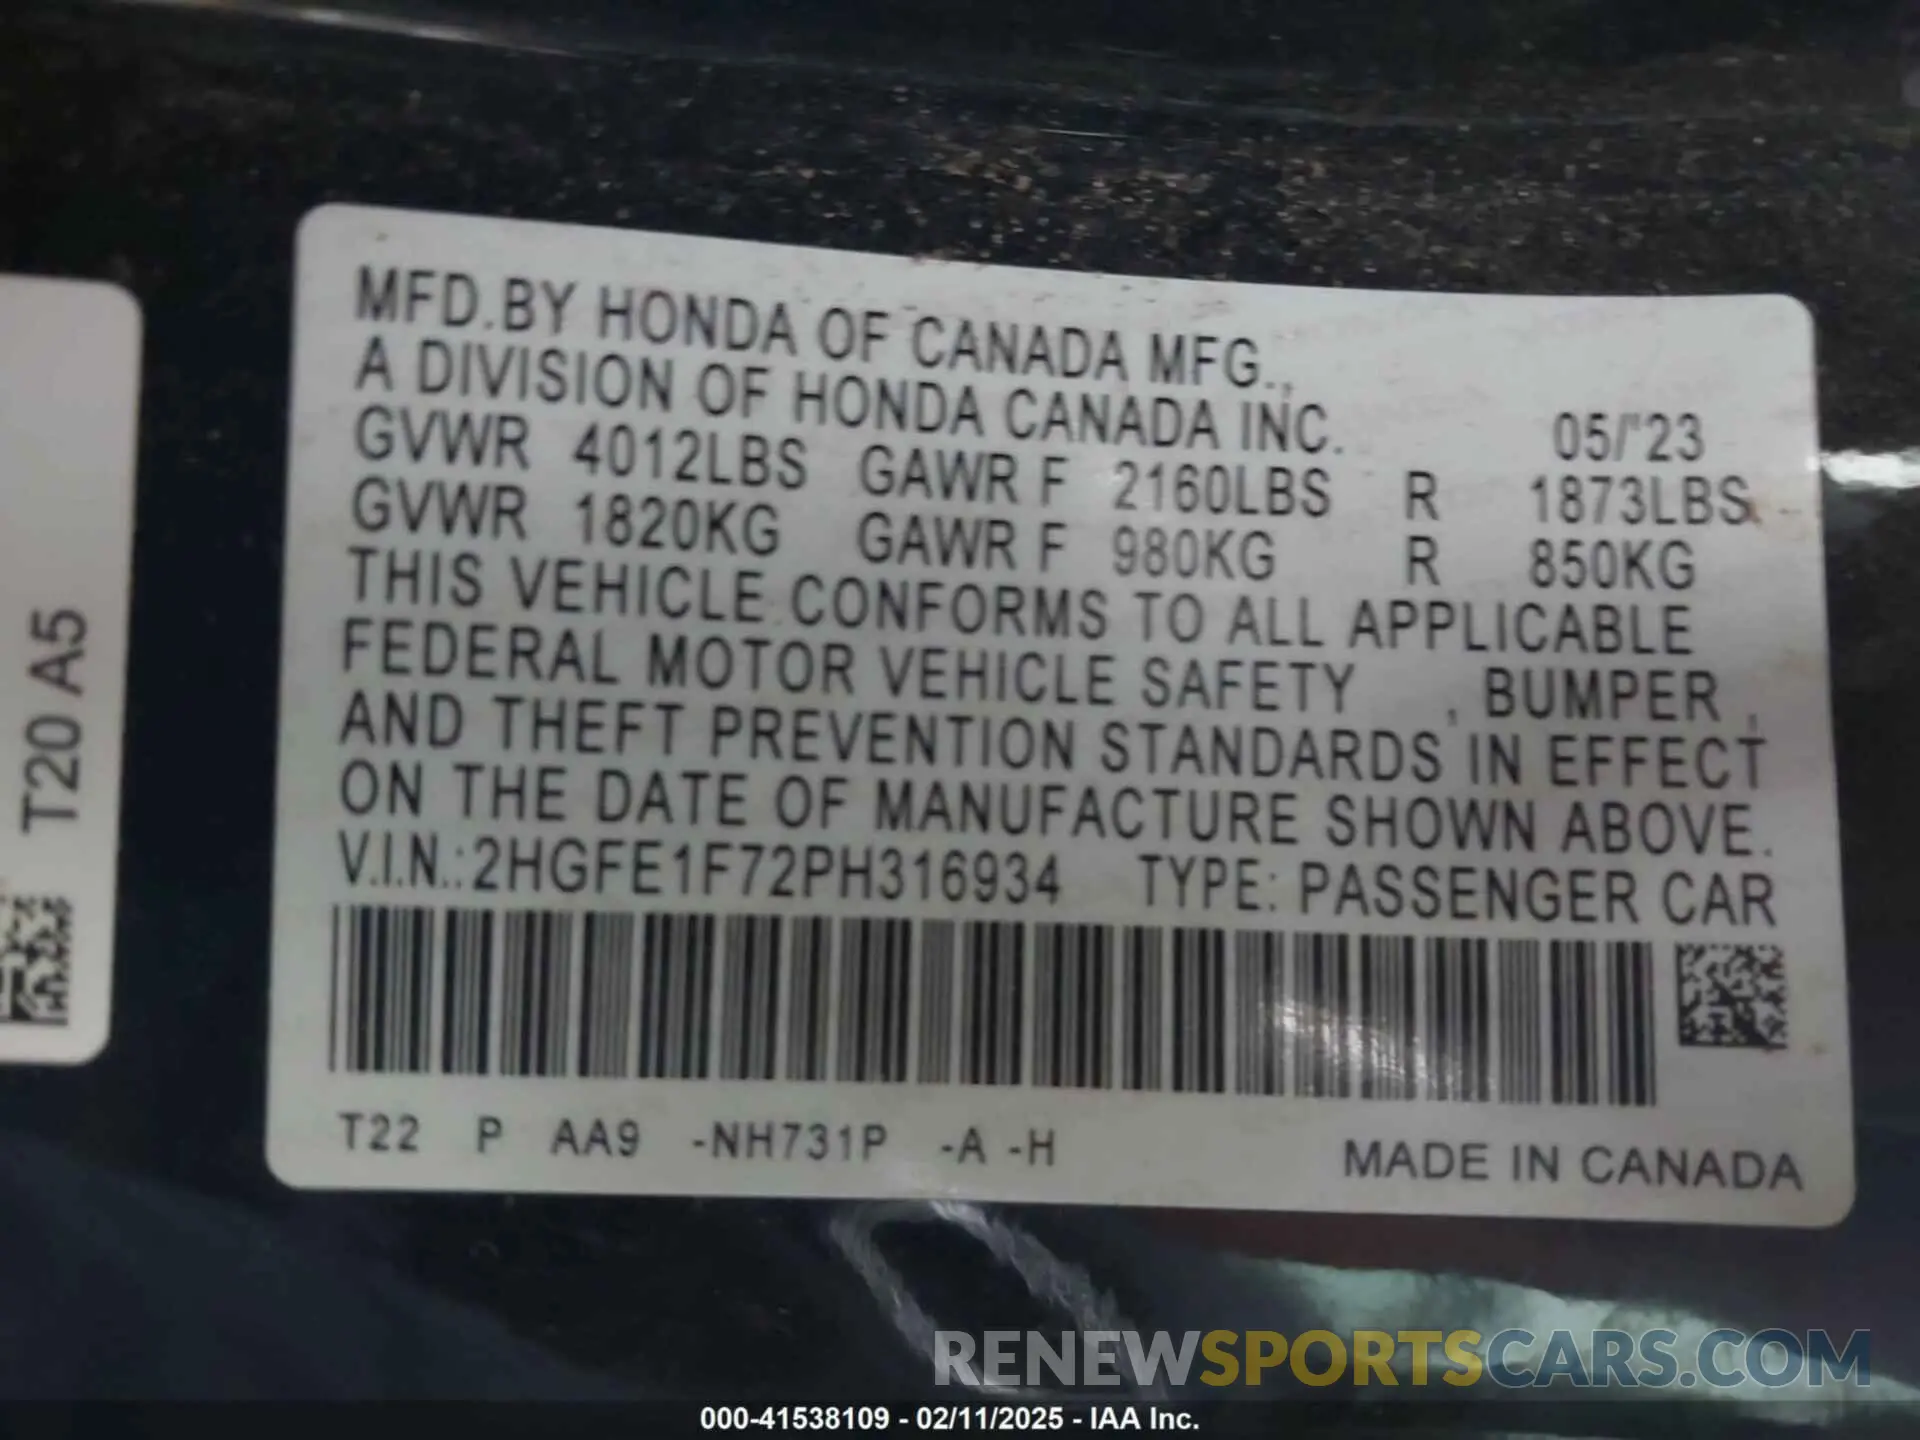 MFD.BY HONDA OF CANADA MFG.,
A DIVISION OF HONDA CANADA INC.
05/'23
GVWR 4012LBS GAWR F 2160LBS R 1873LBS
GVWR 1820KG GAWR F 980KG R 850KG
THIS VEHICLE CONFORMS TO ALL APPLICABLE
FEDERAL MOTOR VEHICLE SAFETY , BUMPER ,
AND THEFT PREVENTION STANDARDS IN EFFECT
ON THE DATE OF MANUFACTURE SHOWN ABOVE.
V.I.N.:2HGFE1F72PH316934 TYPE: PASSENGER CAR
T22 P AA9 -NH731P -A -H
MADE IN CANADA
T20 A5
RENEWSPORTSCARS.COM
000-41538109 - 02/11/2025 - IAA Inc.